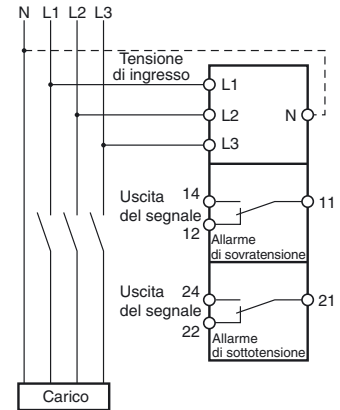 N L1 L2 L3
Tensione
di ingresso
L1
L2
N
L3
Uscita
del segnale
14
11
12
Allarme
di sovratensione
Uscita
del segnale
24
21
22
Allarme
di sottotensione
Carico